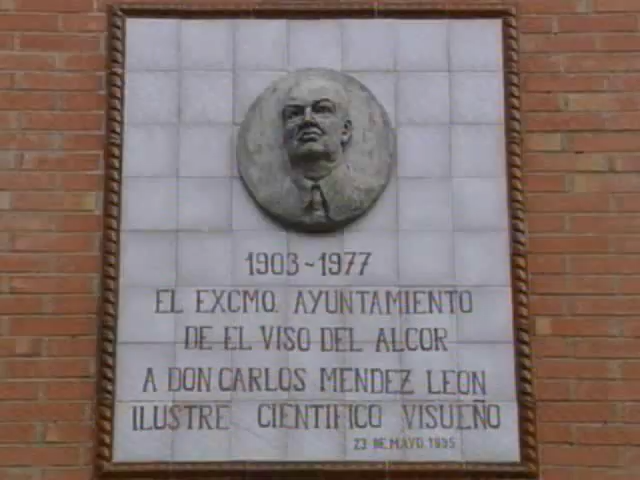 1903-1977
EL EXCMO. AYUNTAMIENTO
DE EL VISO DEL ALCOR
A DON CARLOS MENDEZ LEON
ILUSTRE CIENTIFICO VISUEÑO
23 DE MAYO 1995